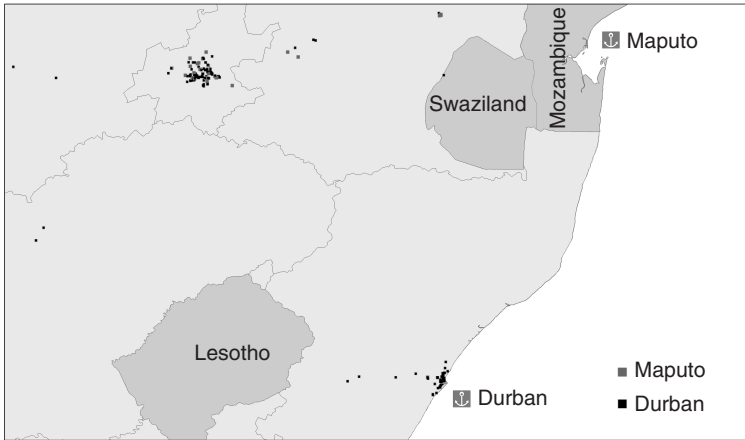 Maputo
Mozambique
Swaziland
Lesotho
Maputo
Durban
Durban